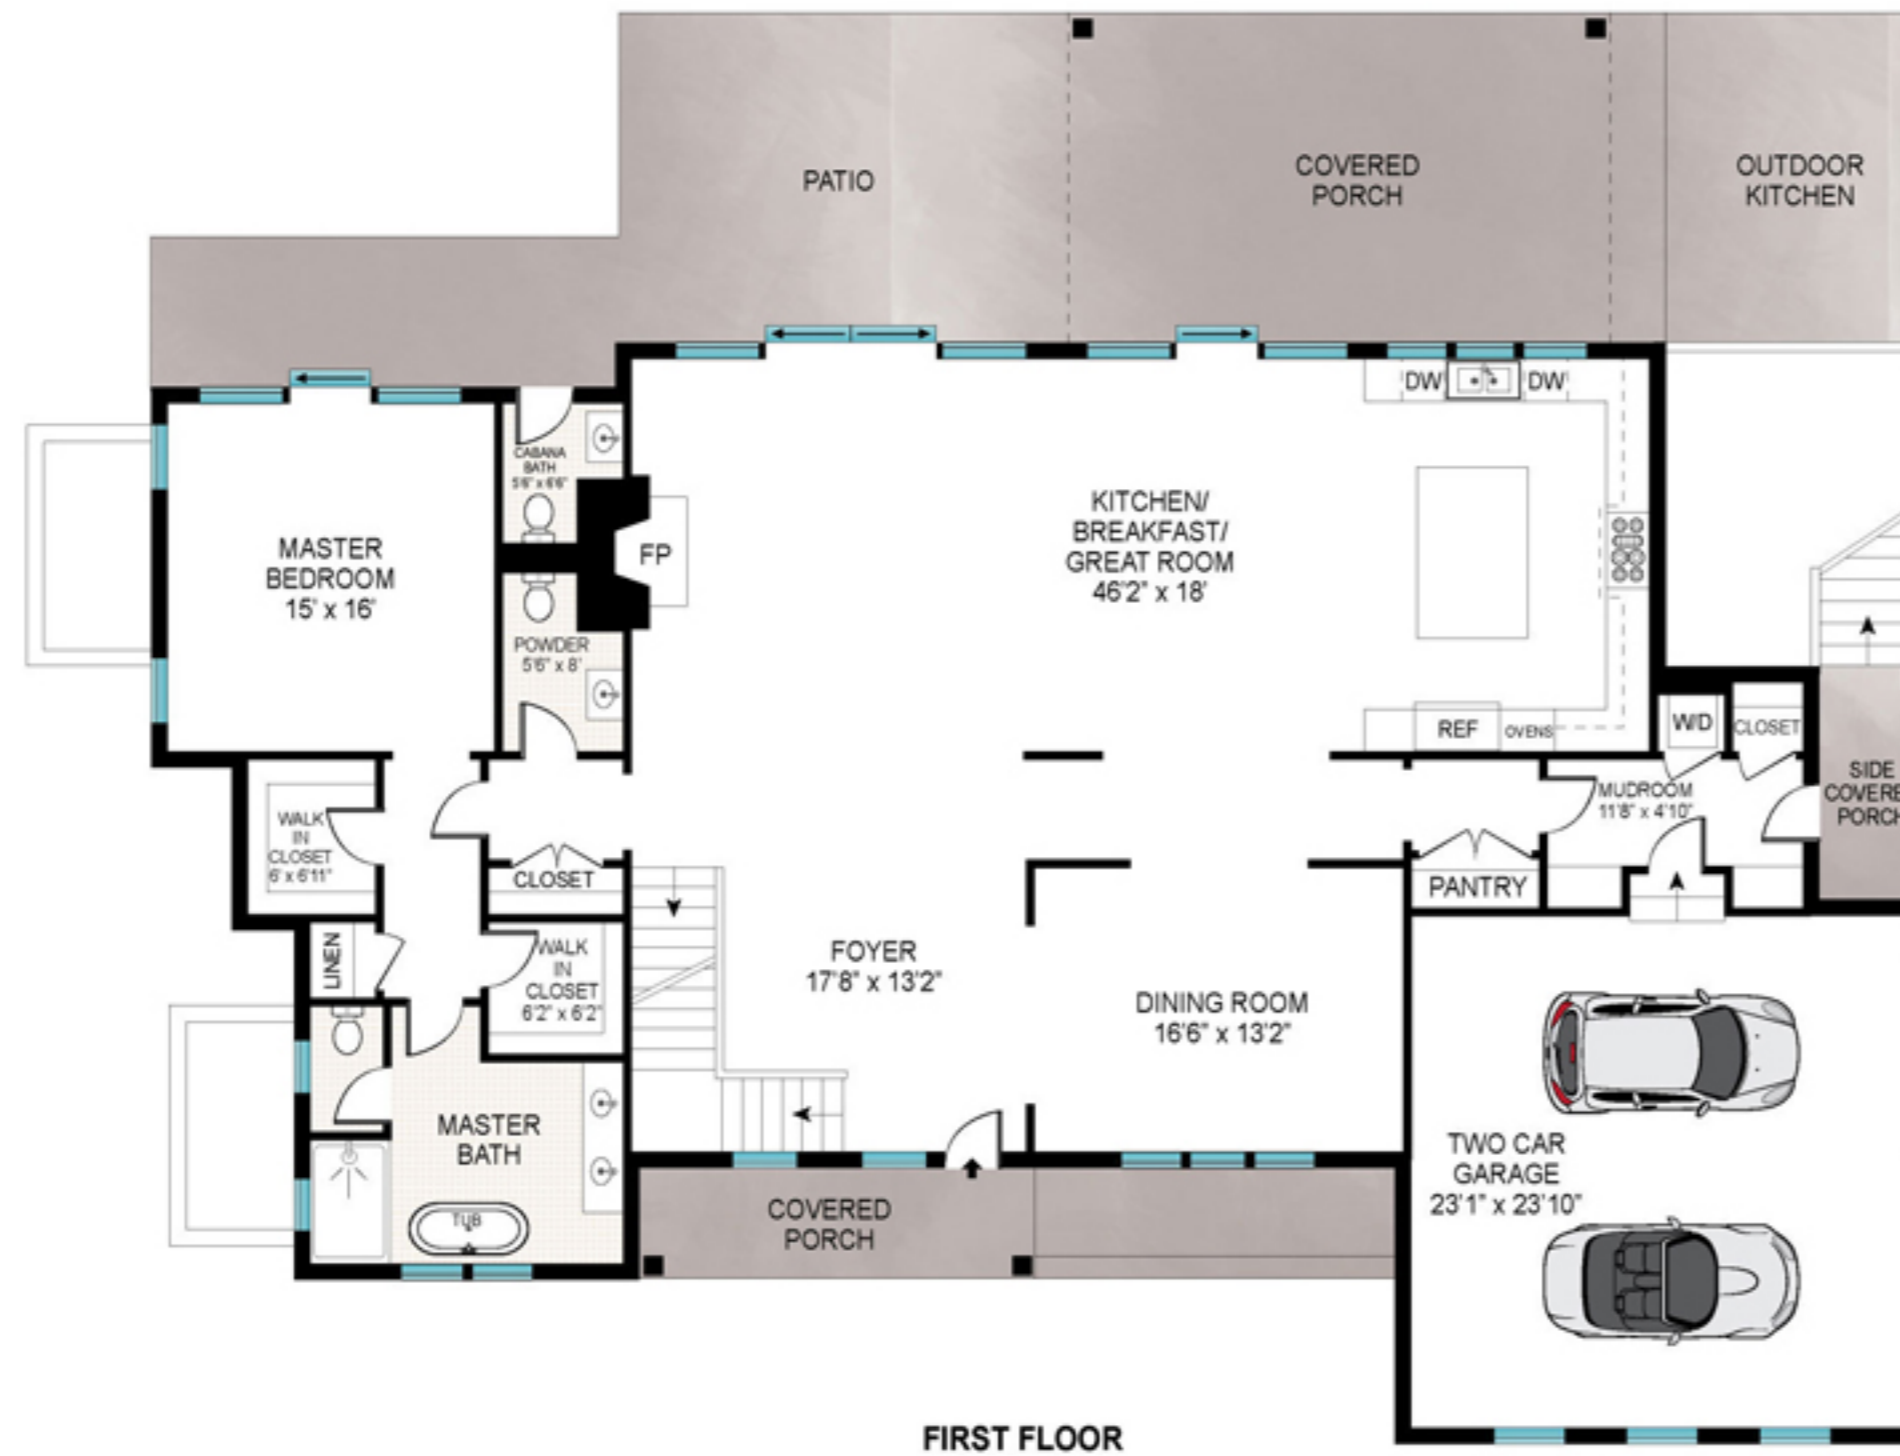 PATIO
COVERED
PORCH
OUTDOOR
KITCHEN
DW
DW
CABANA
BATH
5'6" x 6'6"
MASTER
BEDROOM
15' x 16'
FP
KITCHEN/
BREAKFAST/
GREAT ROOM
46'2" x 18'
POWDER
5'6" x 8'
REF
OVENS
W/D
CLOSET
MUDROOM
11'8" x 4'10"
SIDE
COVERE
PORCH
WALK
IN
CLOSET
6' x 6'11"
CLOSET
PANTRY
LINEN
WALK
IN
CLOSET
6'2" x 6'2"
FOYER
17'8" x 13'2"
DINING ROOM
16'6" x 13'2"
MASTER
BATH
TUB
COVERED
PORCH
TWO CAR
GARAGE
23'1" x 23'10"
FIRST FLOOR